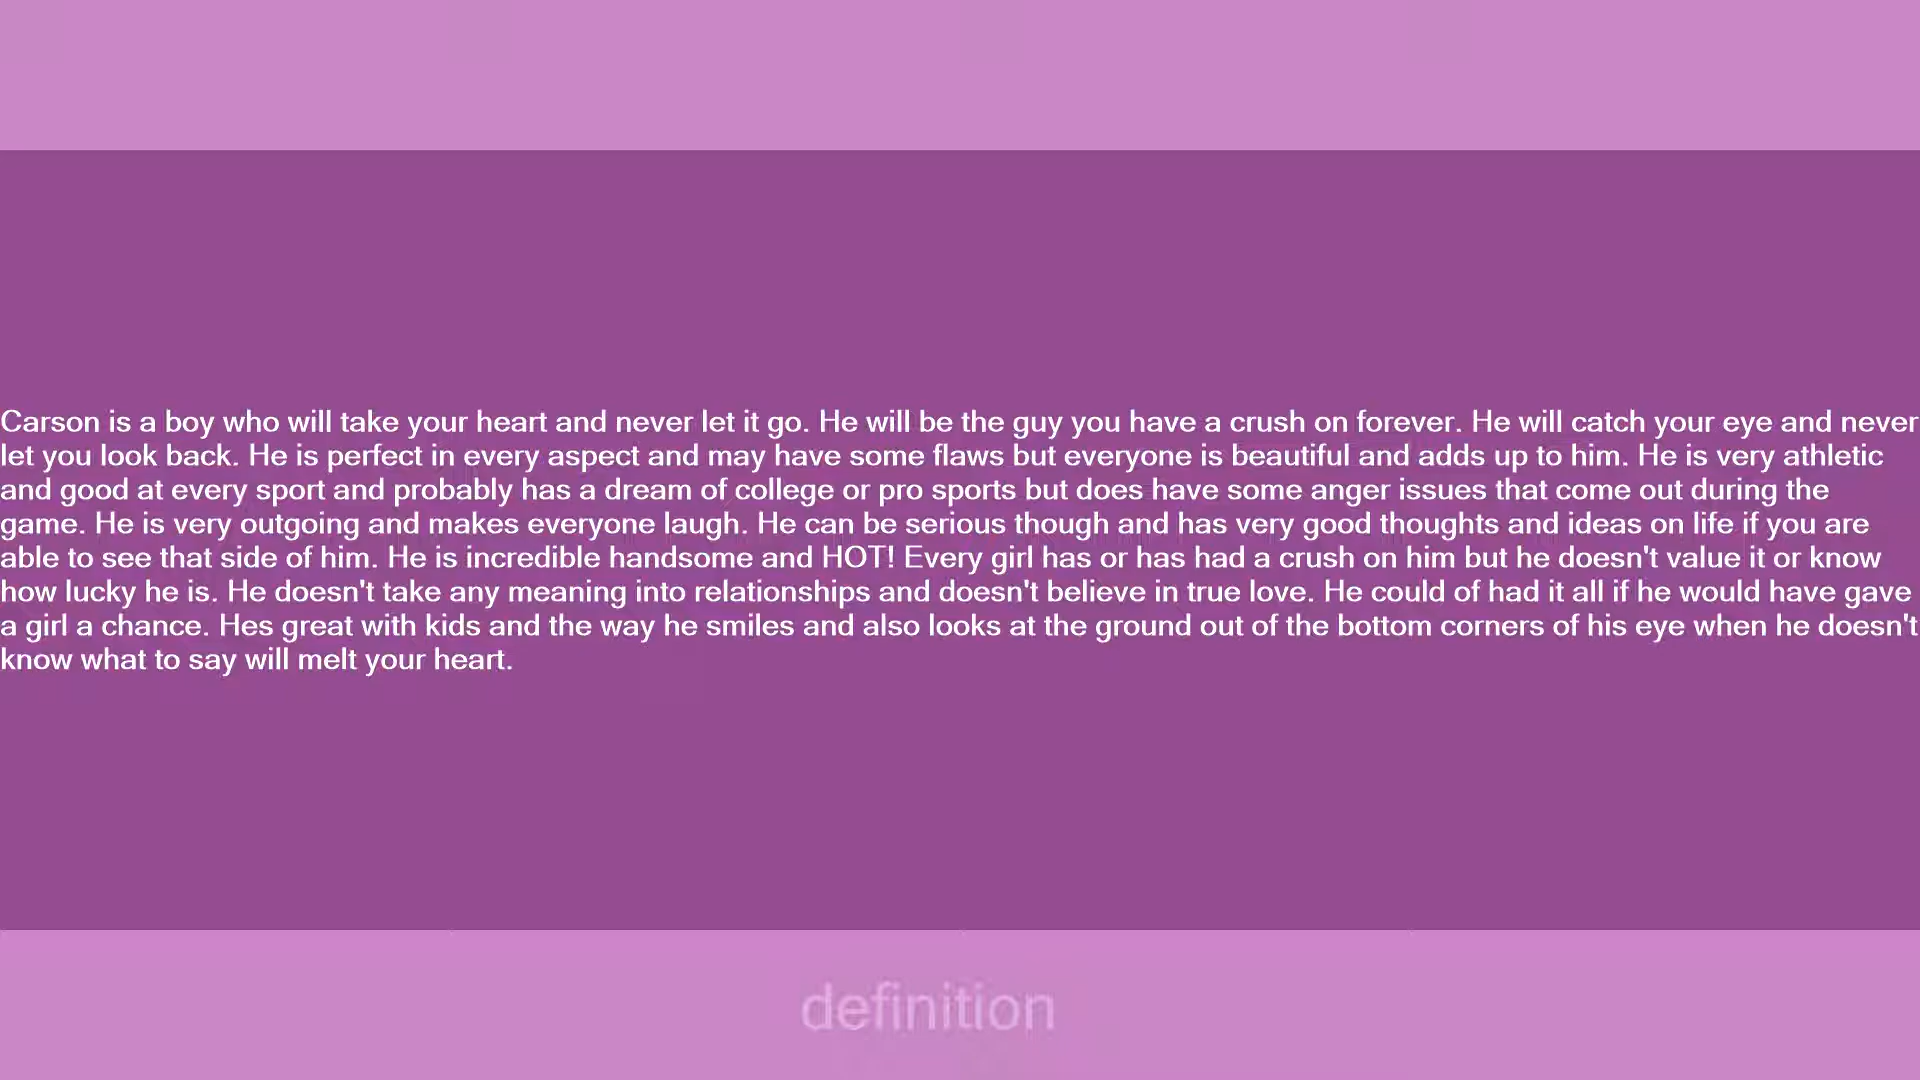 Carson is a boy who will take your heart and never let it go. He will be the guy you have a crush on forever. He will catch your eye and never
let you look back. He is perfect in every aspect and may have some flaws but everyone is beautiful and adds up to him. He is very athletic
and good at every sport and probably has a dream of college or pro sports but does have some anger issues that come out during the
game. He is very outgoing and makes everyone laugh. He can be serious though and has very good thoughts and ideas on life if you are
able to see that side of him. He is incredible handsome and HOT! Every girl has or has had a crush on him but he doesn't value it or know
how lucky he is. He doesn't take any meaning into relationships and doesn't believe in true love. He could of had it all if he would have gave
a girl a chance. Hes great with kids and the way he smiles and also looks at the ground out of the bottom corners of his eye when he doesn't
know what to say will melt your heart.
definition